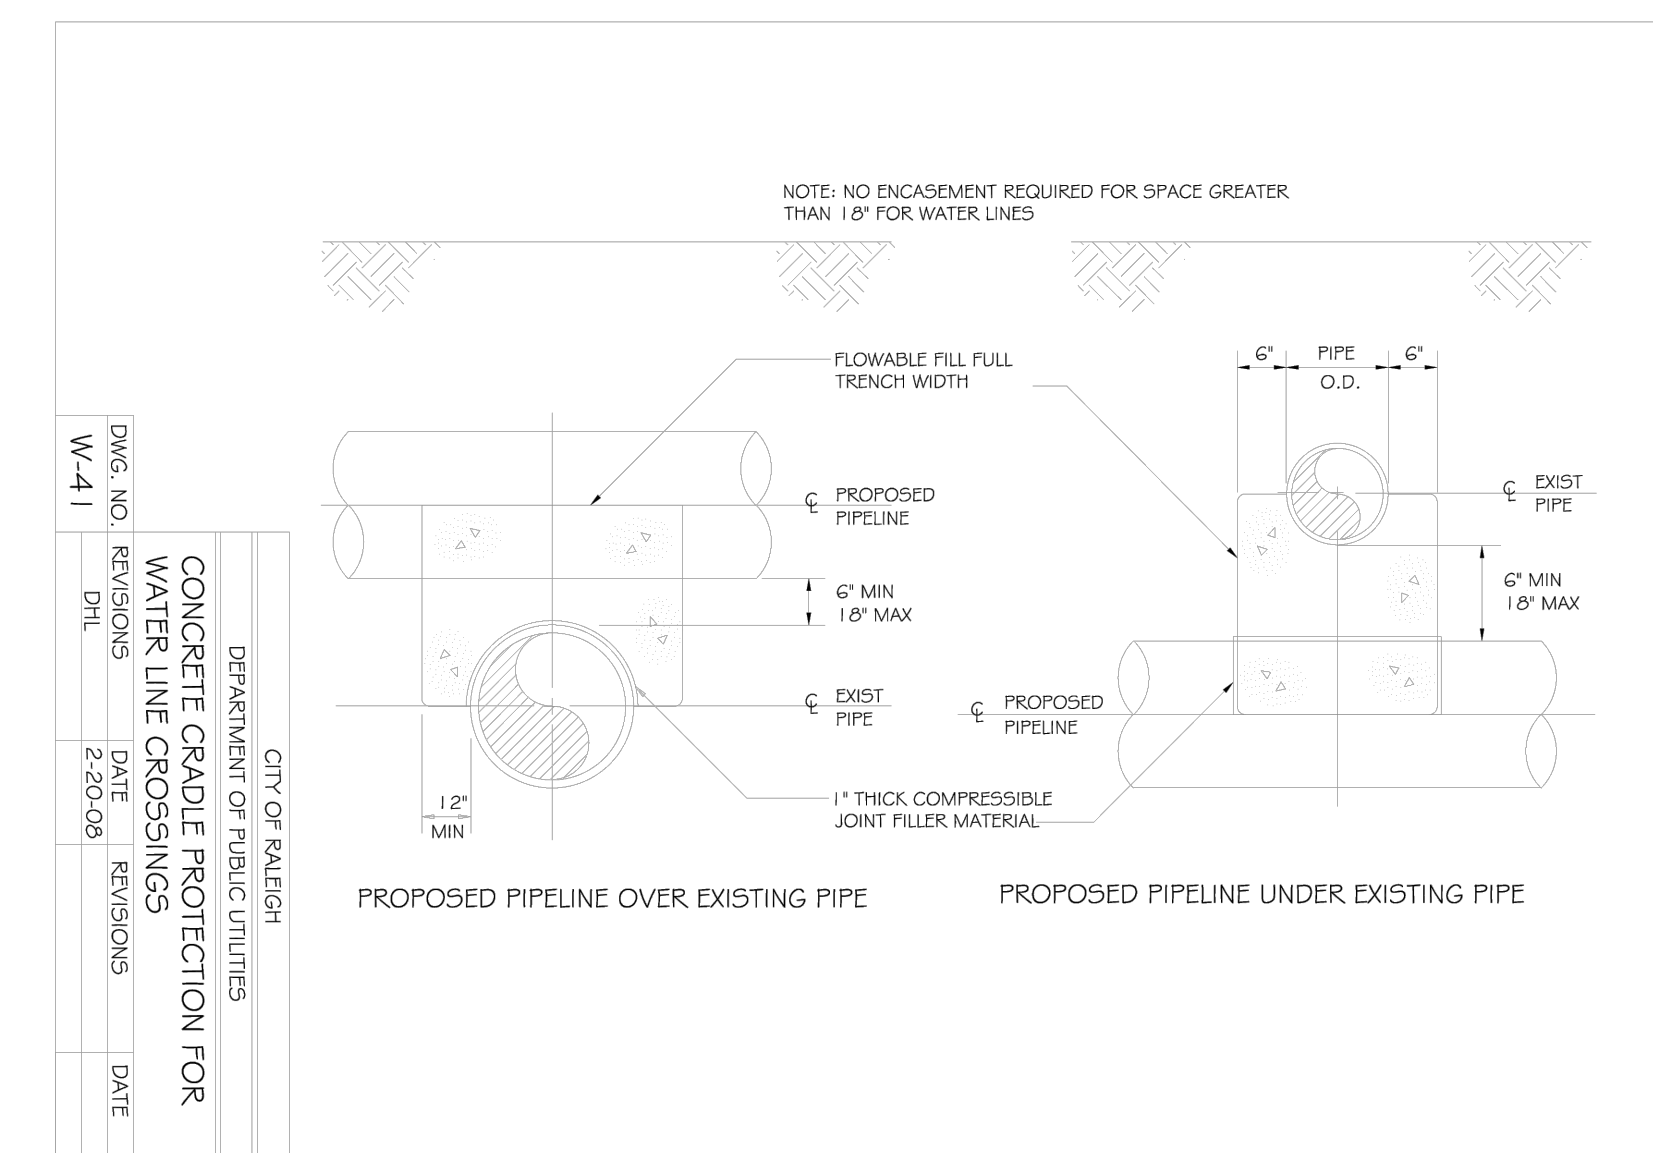 NOTE: NO ENCASEMENT REQUIRED FOR SPACE GREATER
THAN 18" FOR WATER LINES
FLOWABLE FILL FULL
TRENCH WIDTH
℄ PROPOSED
PIPELINE
6" MIN
18" MAX
℄ EXIST
PIPE
12"
MIN
1" THICK COMPRESSIBLE
JOINT FILLER MATERIAL
PROPOSED PIPELINE OVER EXISTING PIPE
6" PIPE 6"
O.D.
℄ EXIST
PIPE
6" MIN
18" MAX
℄ PROPOSED
PIPELINE
PROPOSED PIPELINE UNDER EXISTING PIPE
CITY OF RALEIGH
DEPARTMENT OF PUBLIC UTILITIES
CONCRETE CRADLE PROTECTION FOR
WATER LINE CROSSINGS
DWG. NO. REVISIONS DATE REVISIONS DATE
W-41 DHL 2-20-08